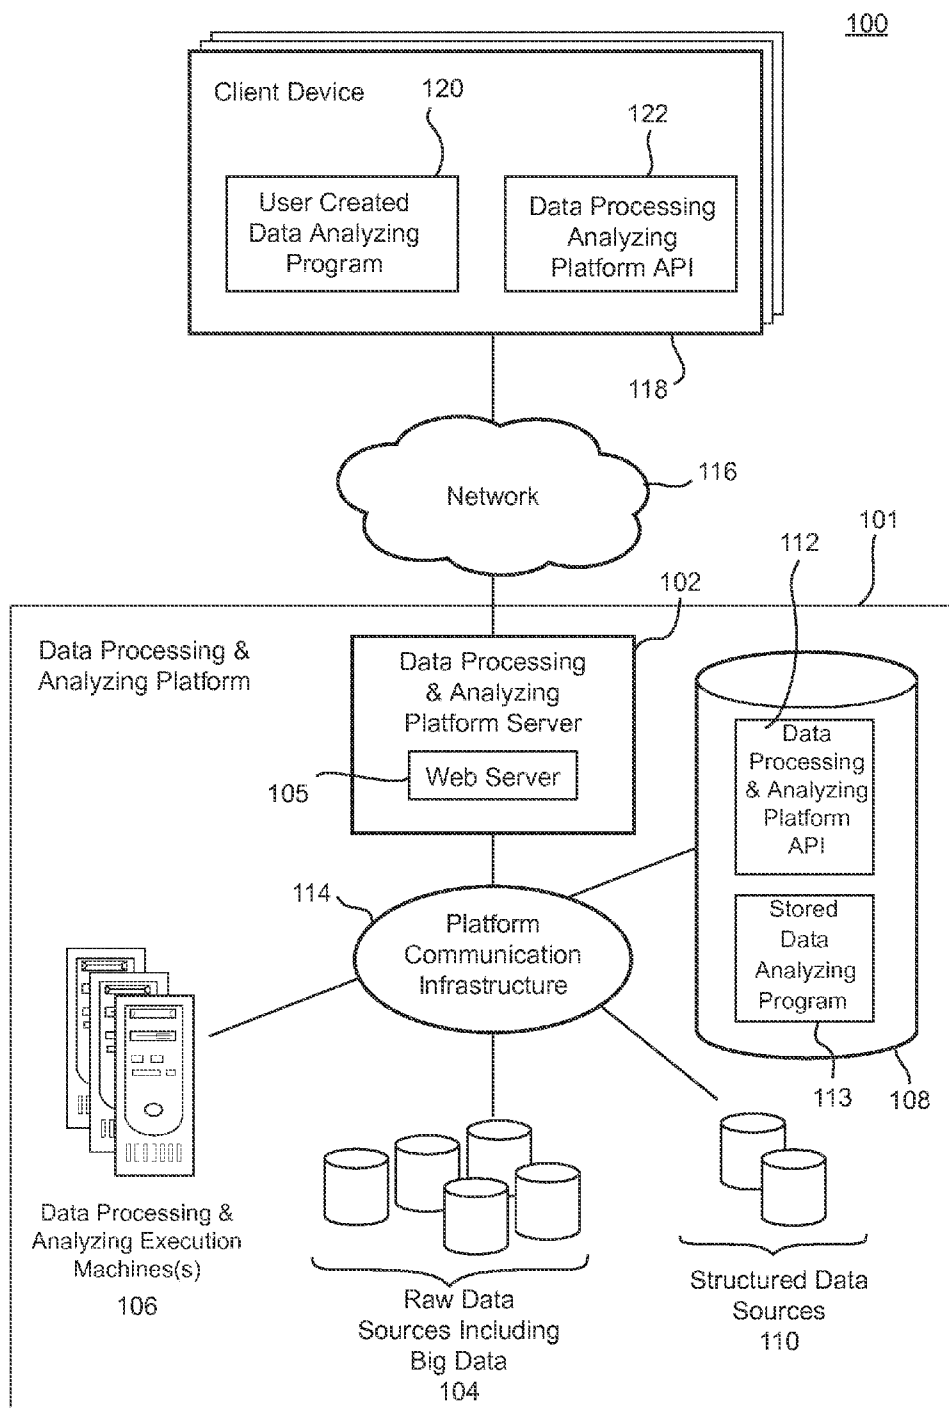 100
Client Device
120
122
User Created
Data Analyzing
Program
Data Processing
Analyzing
Platform API
118
Network
116
101
112
102
Data Processing &
Analyzing Platform
Data Processing
& Analyzing
Platform Server
Web Server
105
Data
Processing
& Analyzing
Platform
API
114
Platform
Communication
Infrastructure
Stored
Data
Analyzing
Program
113
108
Data Processing &
Analyzing Execution
Machines(s)
106
Raw Data
Sources Including
Big Data
104
Structured Data
Sources
110